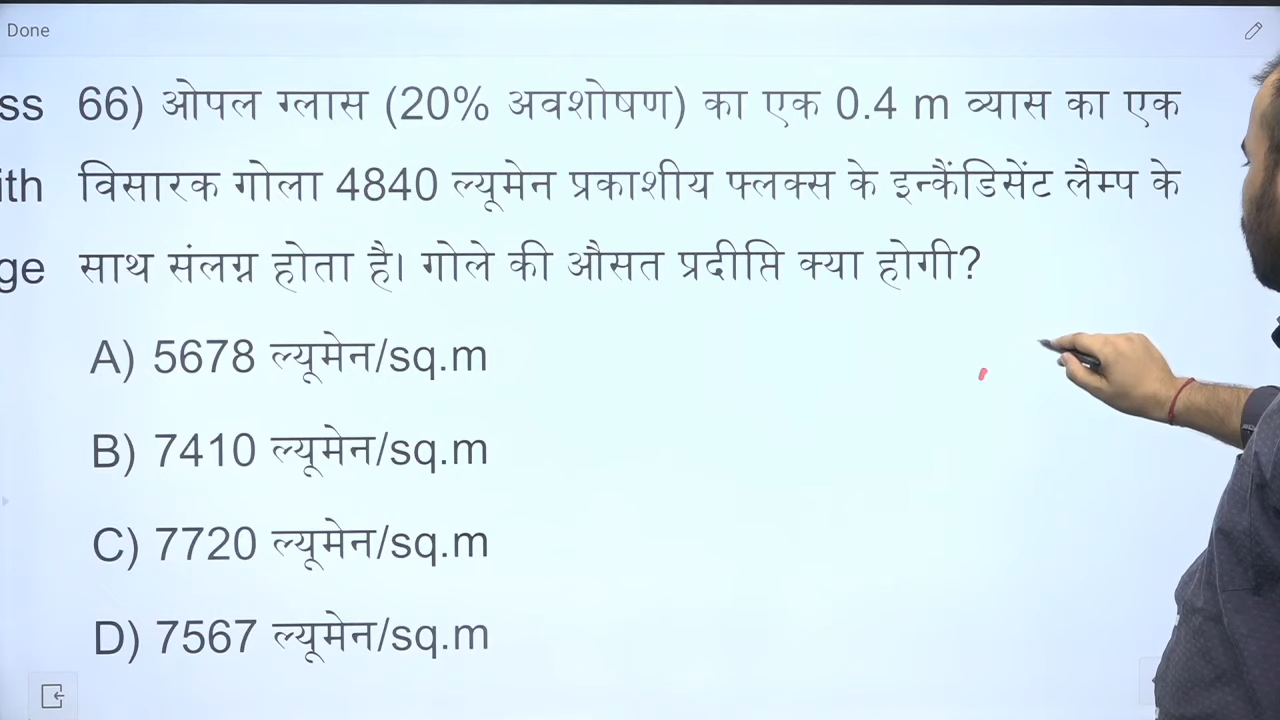 Done
ss 66) ओपल ग्लास (20% अवशोषण) का एक 0.4 m व्यास का एक
ith विसारक गोला 4840 ल्यूमेन प्रकाशीय फ्लक्स के इन्कैंडिसेंट लैम्प के
ge साथ संलग्न होता है। गोले की औसत प्रदीप्ति क्या होगी?
A) 5678 ल्यूमेन/sq.m
B) 7410 ल्यूमेन/sq.m
C) 7720 ल्यूमेन/sq.m
D) 7567 ल्यूमेन/sq.m